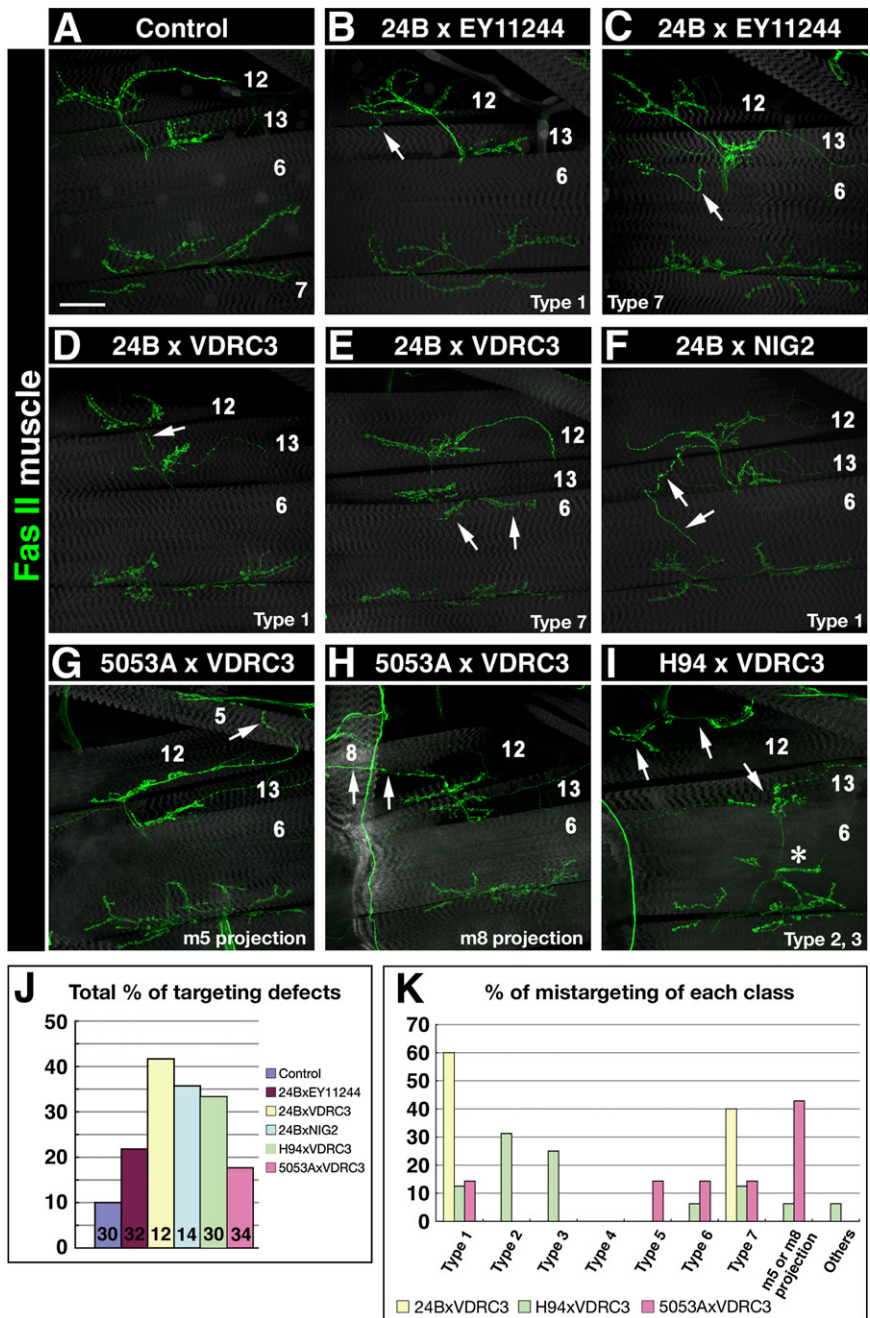 A Control
12
13
6
7
B 24B x EY11244
12
13
6
Type 1
C 24B x EY11244
12
13
6
Type 7
Fas II muscle
D 24B x VDRC3
12
13
6
Type 1
E 24B x VDRC3
12
13
6
Type 7
F 24B x NIG2
12
13
6
Type 1
G 5053A x VDRC3
5
12
13
6
m5 projection
H 5053A x VDRC3
8
12
13
6
m8 projection
I H94 x VDRC3
12
13
6
*
Type 2, 3
J Total % of targeting defects
50
40
30
20
10
0
30 32 12 14 30 34
Control
24BxEY11244
24BxVDRC3
24BxNIG2
H94xVDRC3
5053AxVDRC3
K % of mistargeting of each class
70
60
50
40
30
20
10
0
Type 1
Type 2
Type 3
Type 4
Type 5
Type 6
Type 7
m5 or m8
projection
Others
24BxVDRC3 H94xVDRC3 5053AxVDRC3